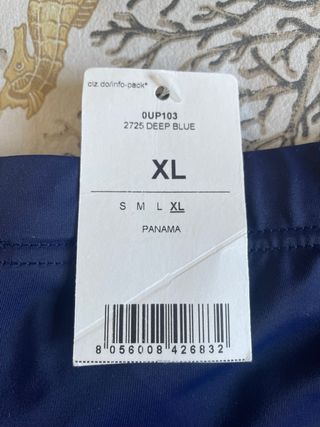 clz.do/info-pack*
0UP103
2725 DEEP BLUE
XL
S M L XL
PANAMA
8 056008 426832